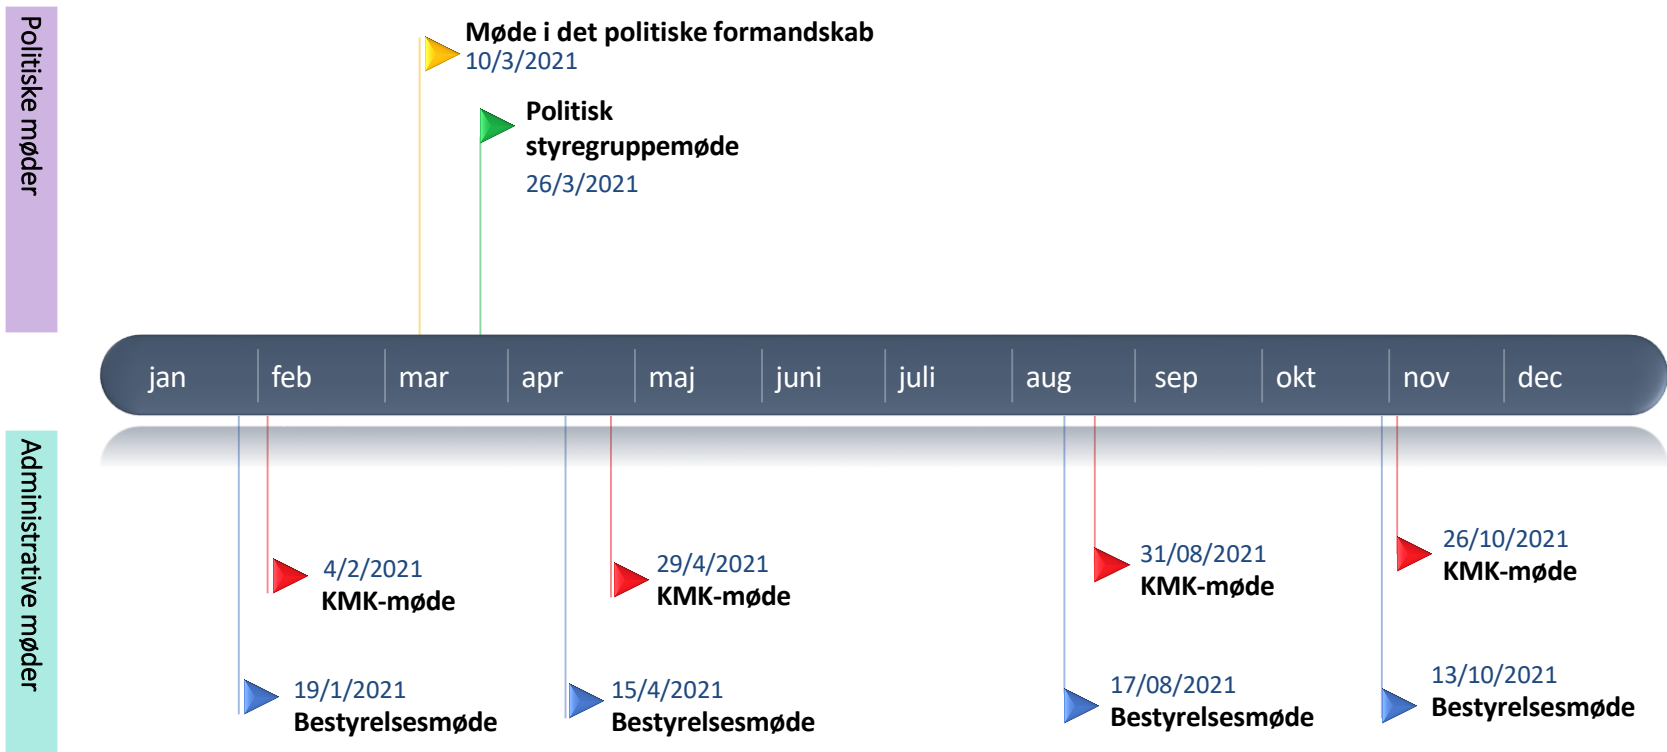 Politiske møder
Møde i det politiske formandskab
10/3/2021
Politisk
styregruppemøde
26/3/2021
jan feb mar apr maj juni juli aug sep okt nov dec
Administrative møder
4/2/2021
KMK-møde
29/4/2021
KMK-møde
31/08/2021
KMK-møde
26/10/2021
KMK-møde
19/1/2021
Bestyrelsesmøde
15/4/2021
Bestyrelsesmøde
17/08/2021
Bestyrelsesmøde
13/10/2021
Bestyrelsesmøde